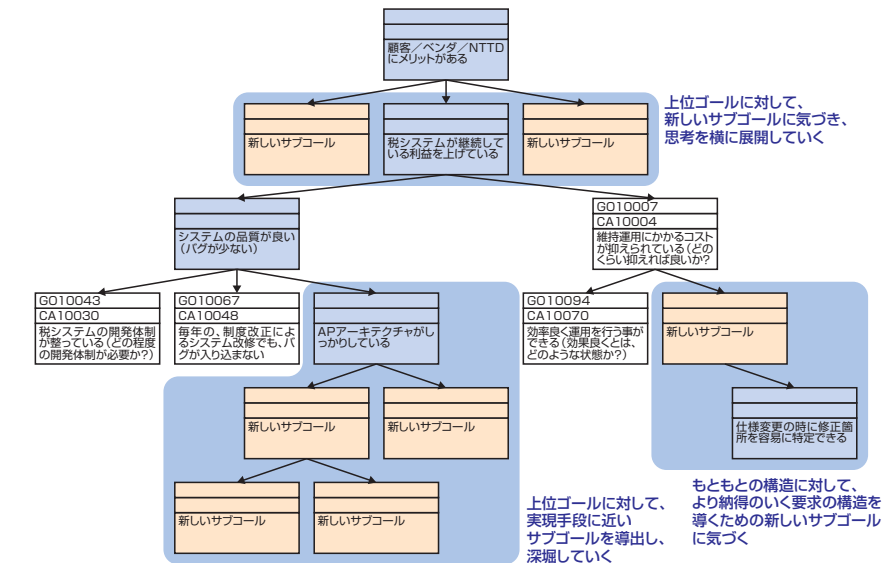 顧客／ベンダ／NTTD
にメリットがある
上位ゴールに対して、
新しいサブゴールに気づき、
思考を横に展開していく
新しいサブコール
税システムが継続して
いる利益を上げている
新しいサブコール
システムの品質が良い
（バグが少ない）
GO10007
CA10004
維持運用にかかるコスト
が抑えられている（どの
くらい抑えれば良いか？
GO10043
CA10030
税システムの開発体制
が整っている（どの程度
の開発体制が必要か？）
GO10067
CA10048
毎年の、制度改正によ
るシステム改修でも、バ
グが入り込まない
APアーキテクチャがし
っかりしている
GO10094
CA10070
効率良く運用を行う事が
できる（効果良くとは、
どのような状態か？）
新しいサブコール
新しいサブコール
新しいサブコール
仕様変更の時に修正箇
所を容易に特定できる
新しいサブコール
新しいサブコール
上位ゴールに対して、
実現手段に近い
サブゴールを導出し、
深堀していく
もともとの構造に対して、
より納得のいく要求の構造を
導くための新しいサブゴール
に気づく